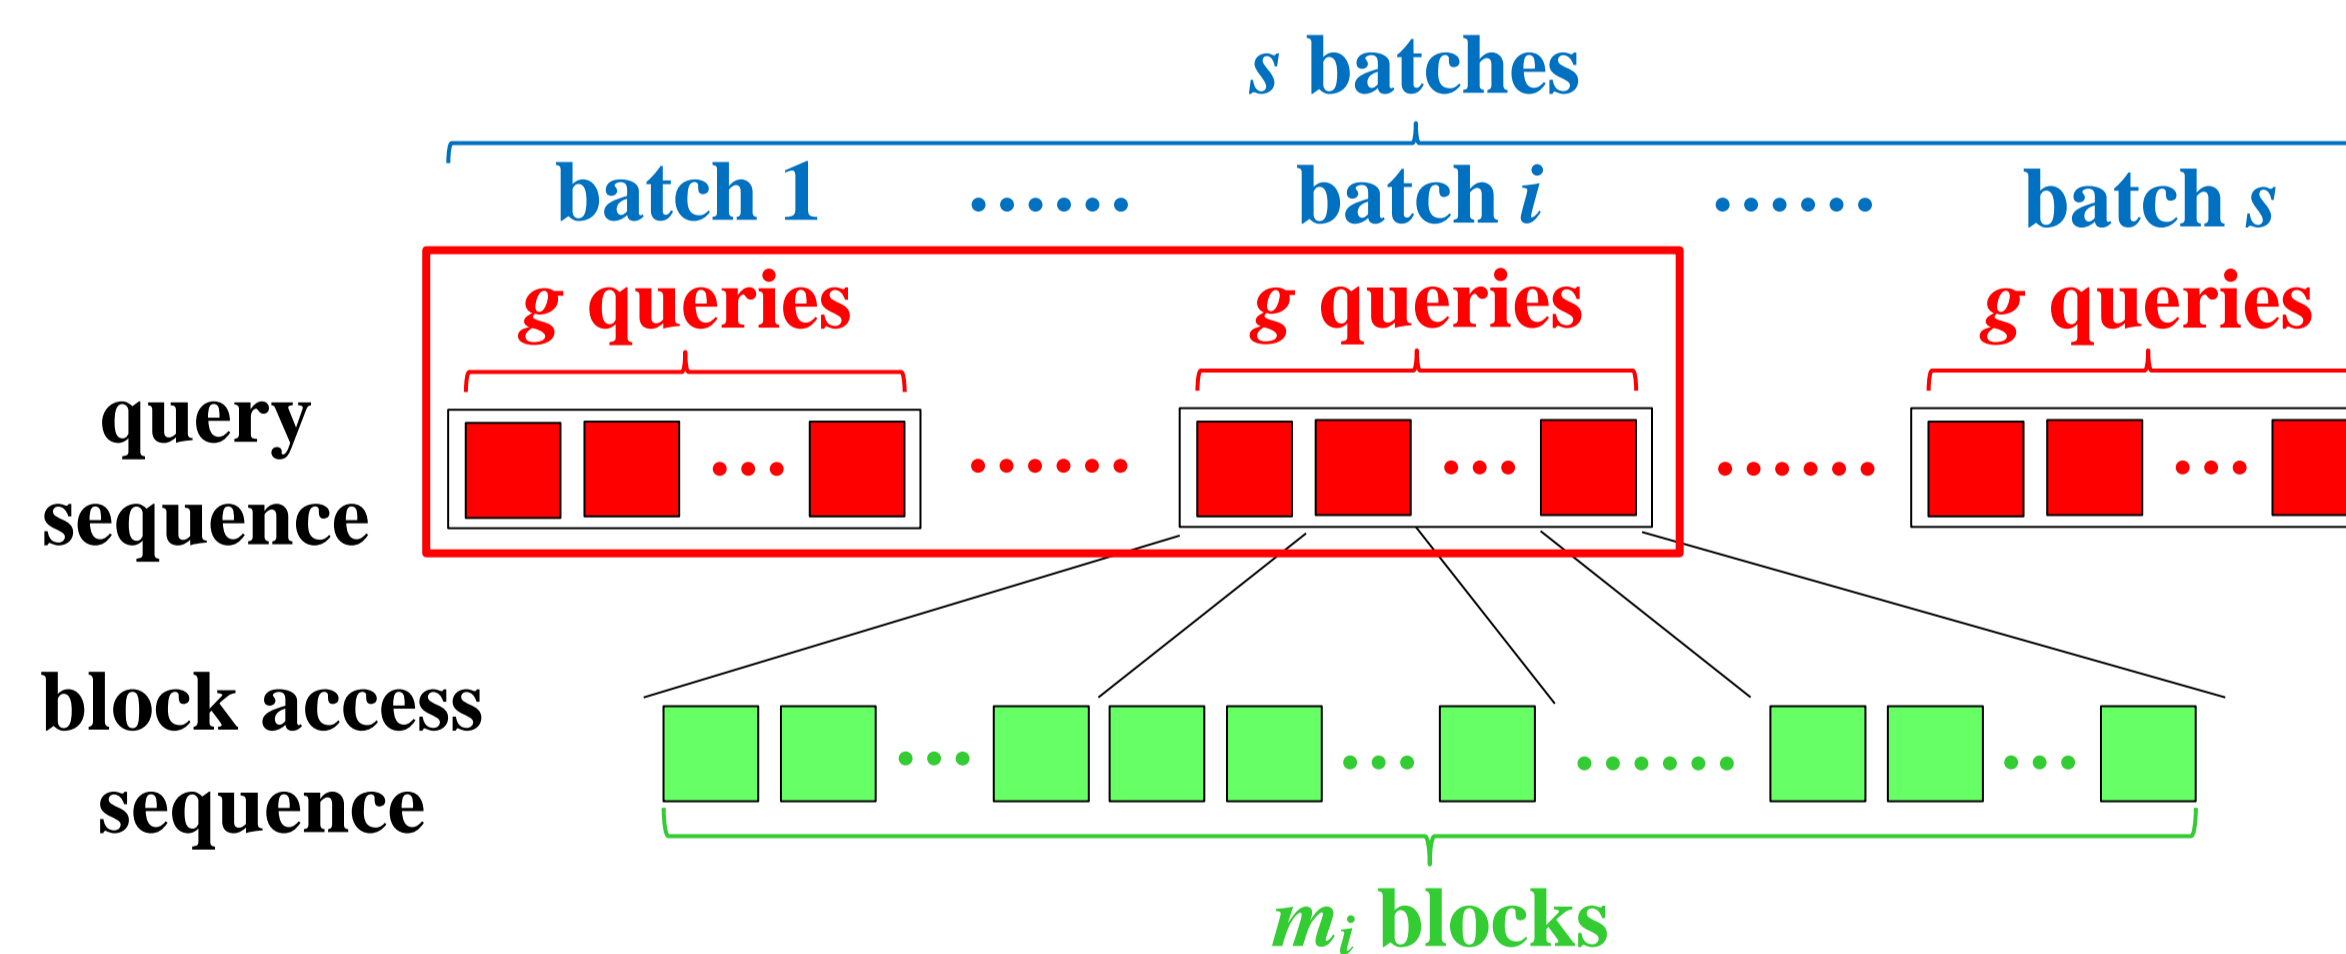 s batches
batch 1 ...... batch i ...... batch s
g queries g queries g queries
query
sequence
... ...... ... ...... ...
block access
sequence
... ... ...... ...
mi blocks